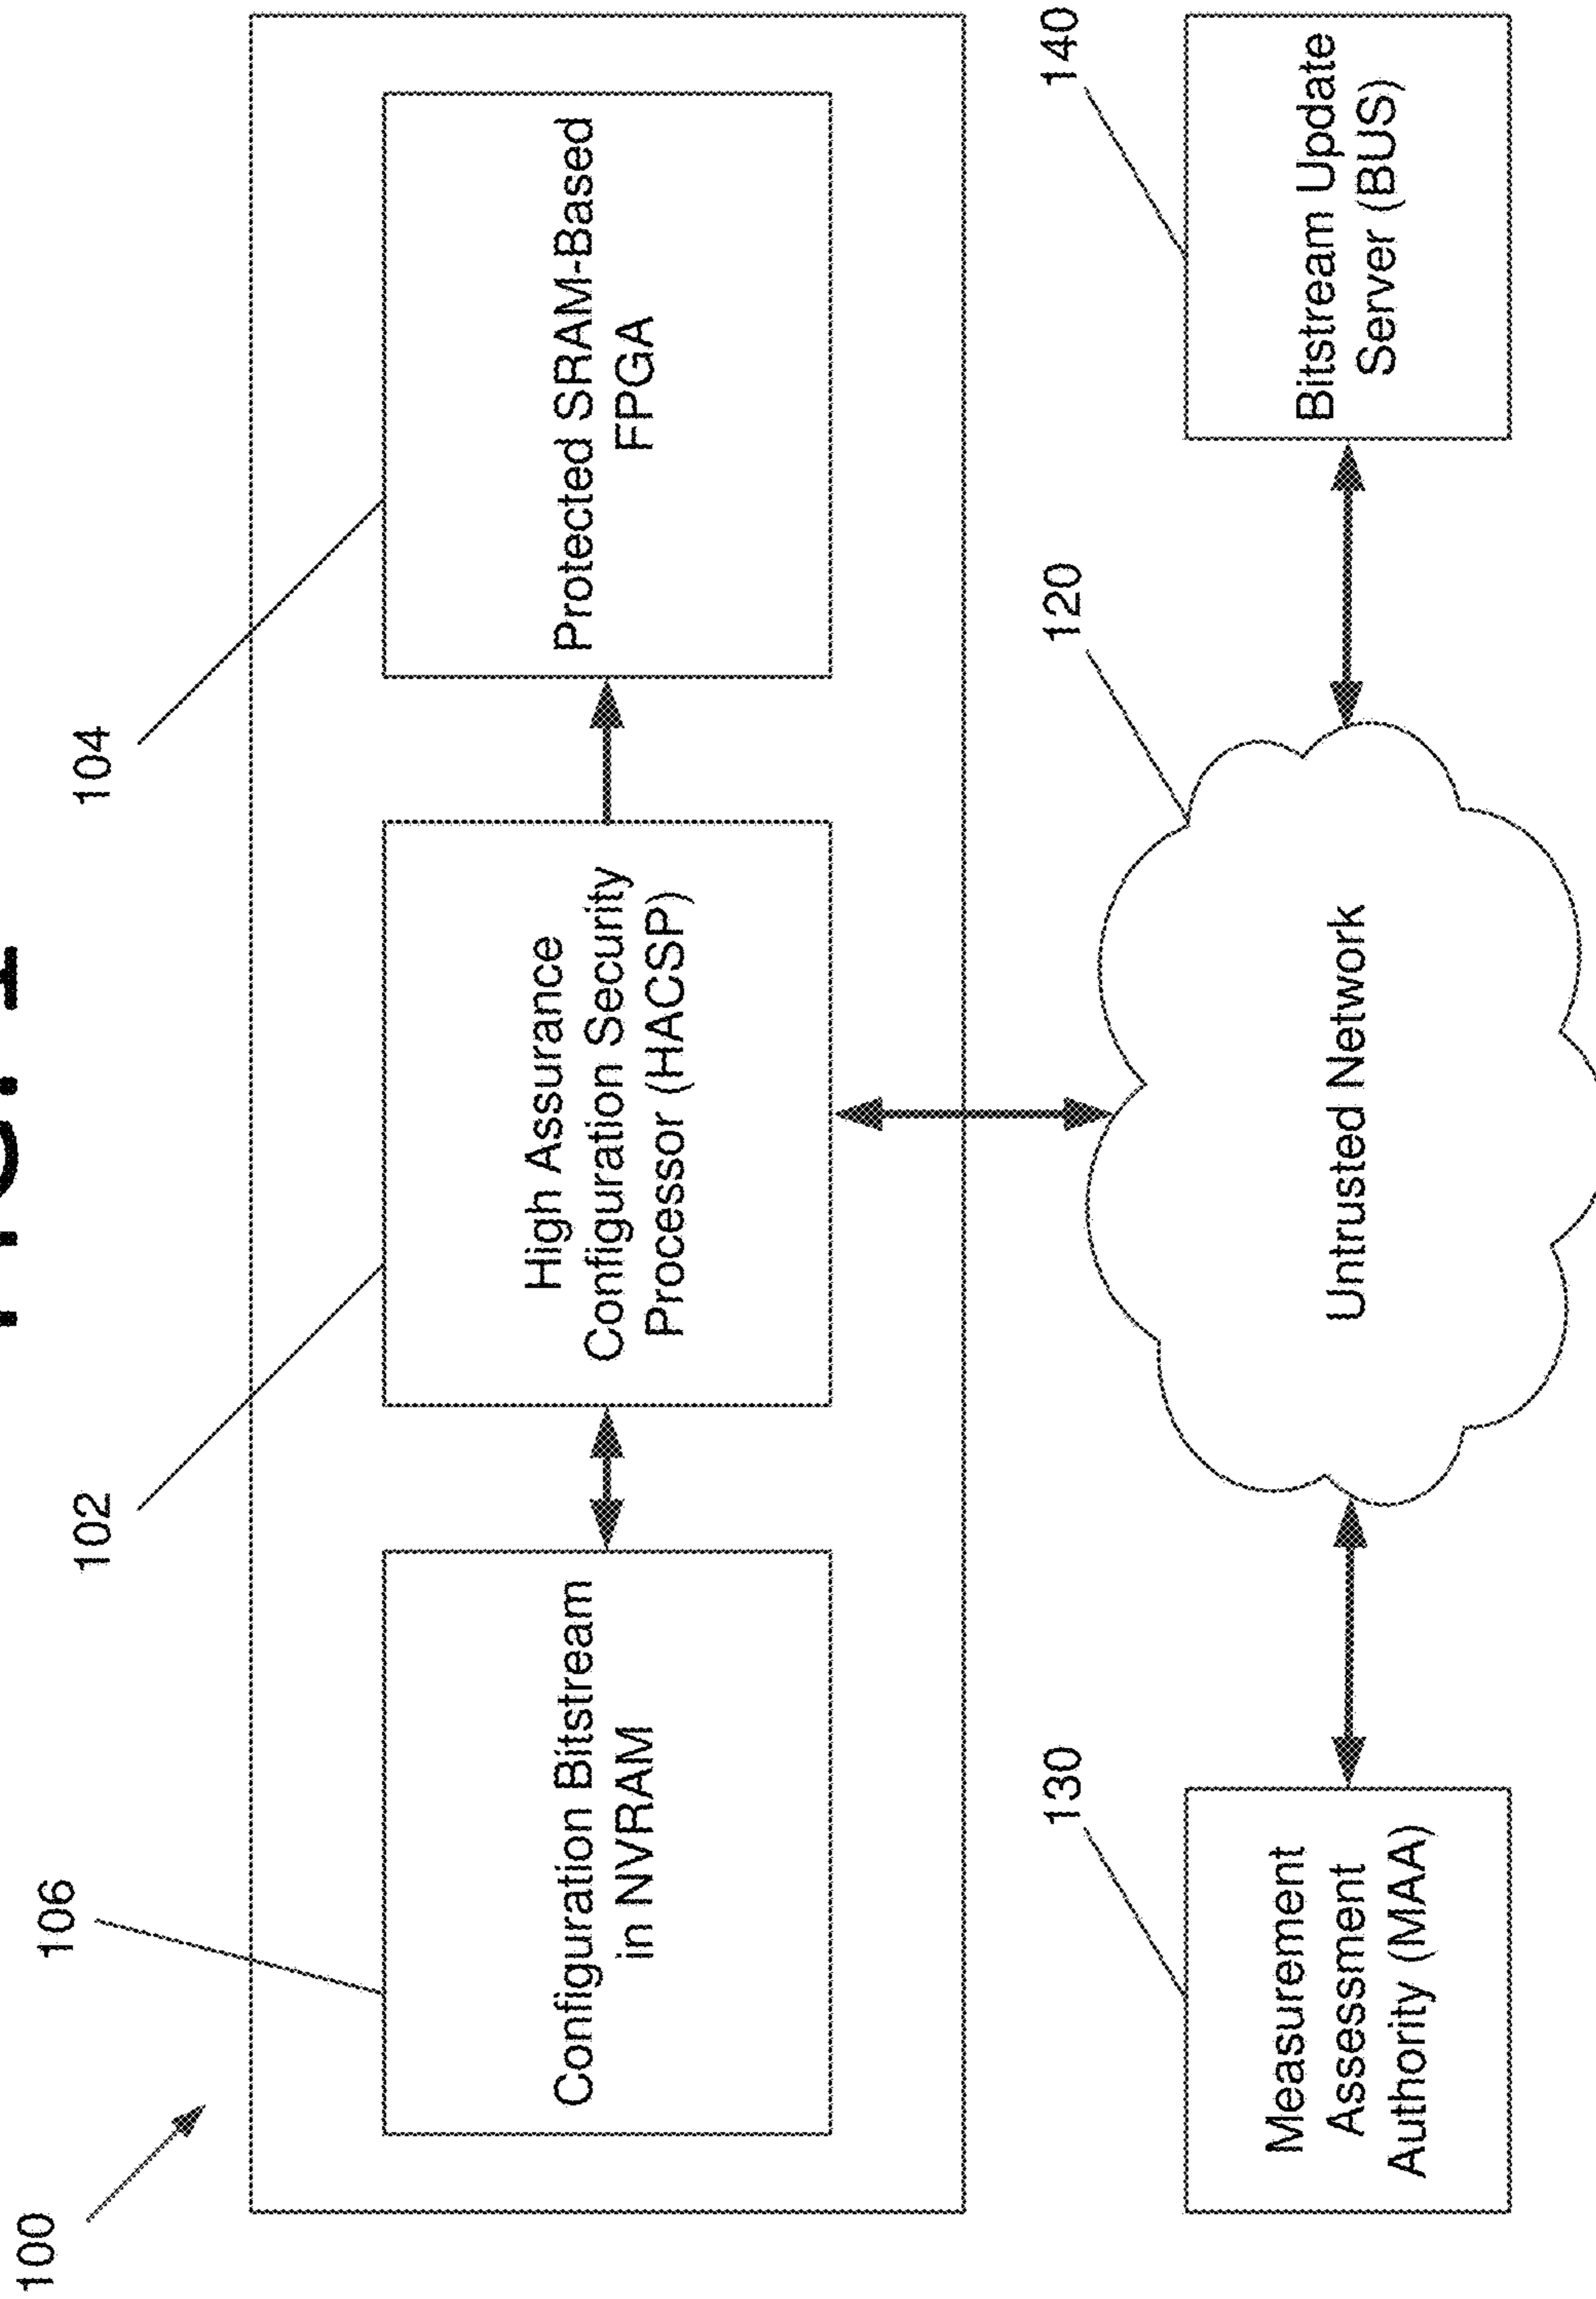 100
106
102
104
Configuration Bitstream
in NVRAM
High Assurance
Configuration Security
Processor (HACSP)
Protected SRAM-Based
FPGA
130
120
140
Measurement
Assessment
Authority (MAA)
Untrusted Network
Bitstream Update
Server (BUS)